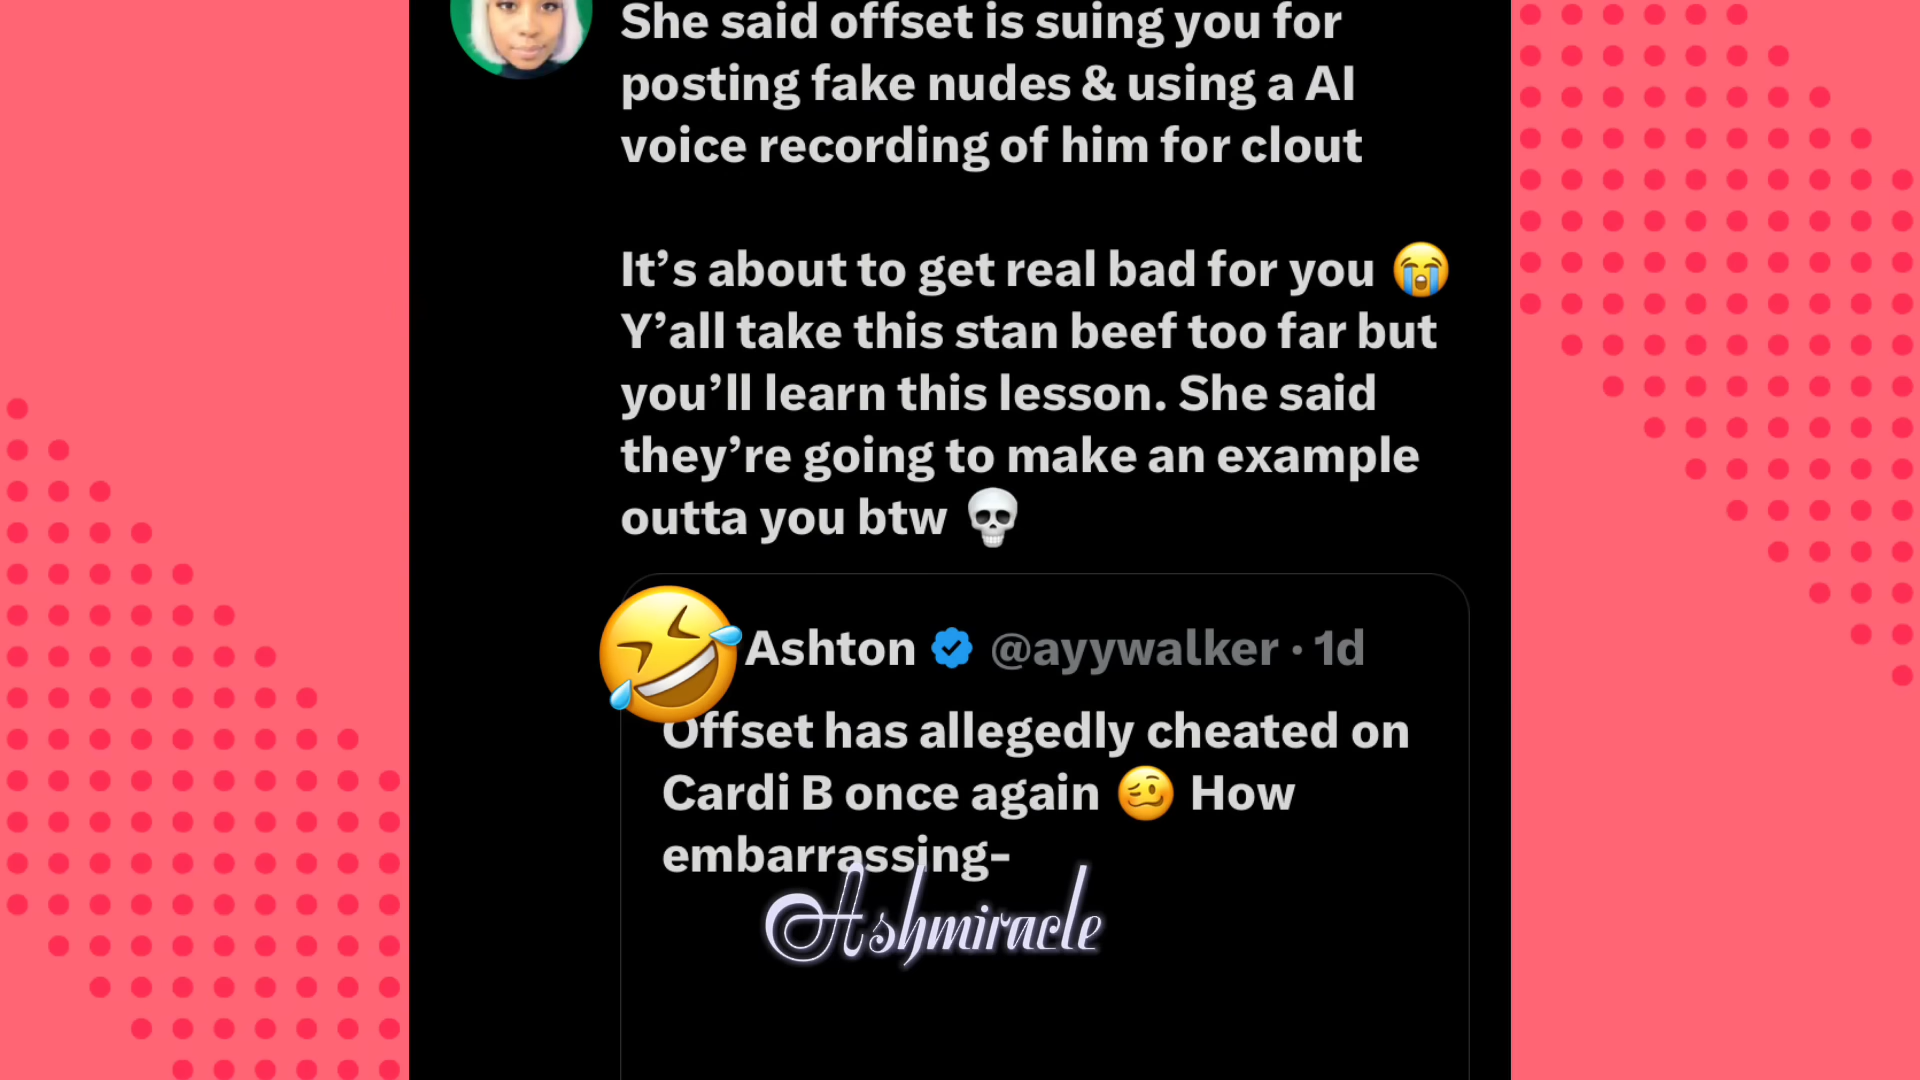 She said offset is suing you for
posting fake nudes & using a AI
voice recording of him for clout
It’s about to get real bad for you 😭
Y’all take this stan beef too far but
you’ll learn this lesson. She said
they’re going to make an example
outta you btw 💀
Ashton @ayywalker · 1d
Offset has allegedly cheated on
Cardi B once again 🥴 How
embarrassing-
Ashmiracle